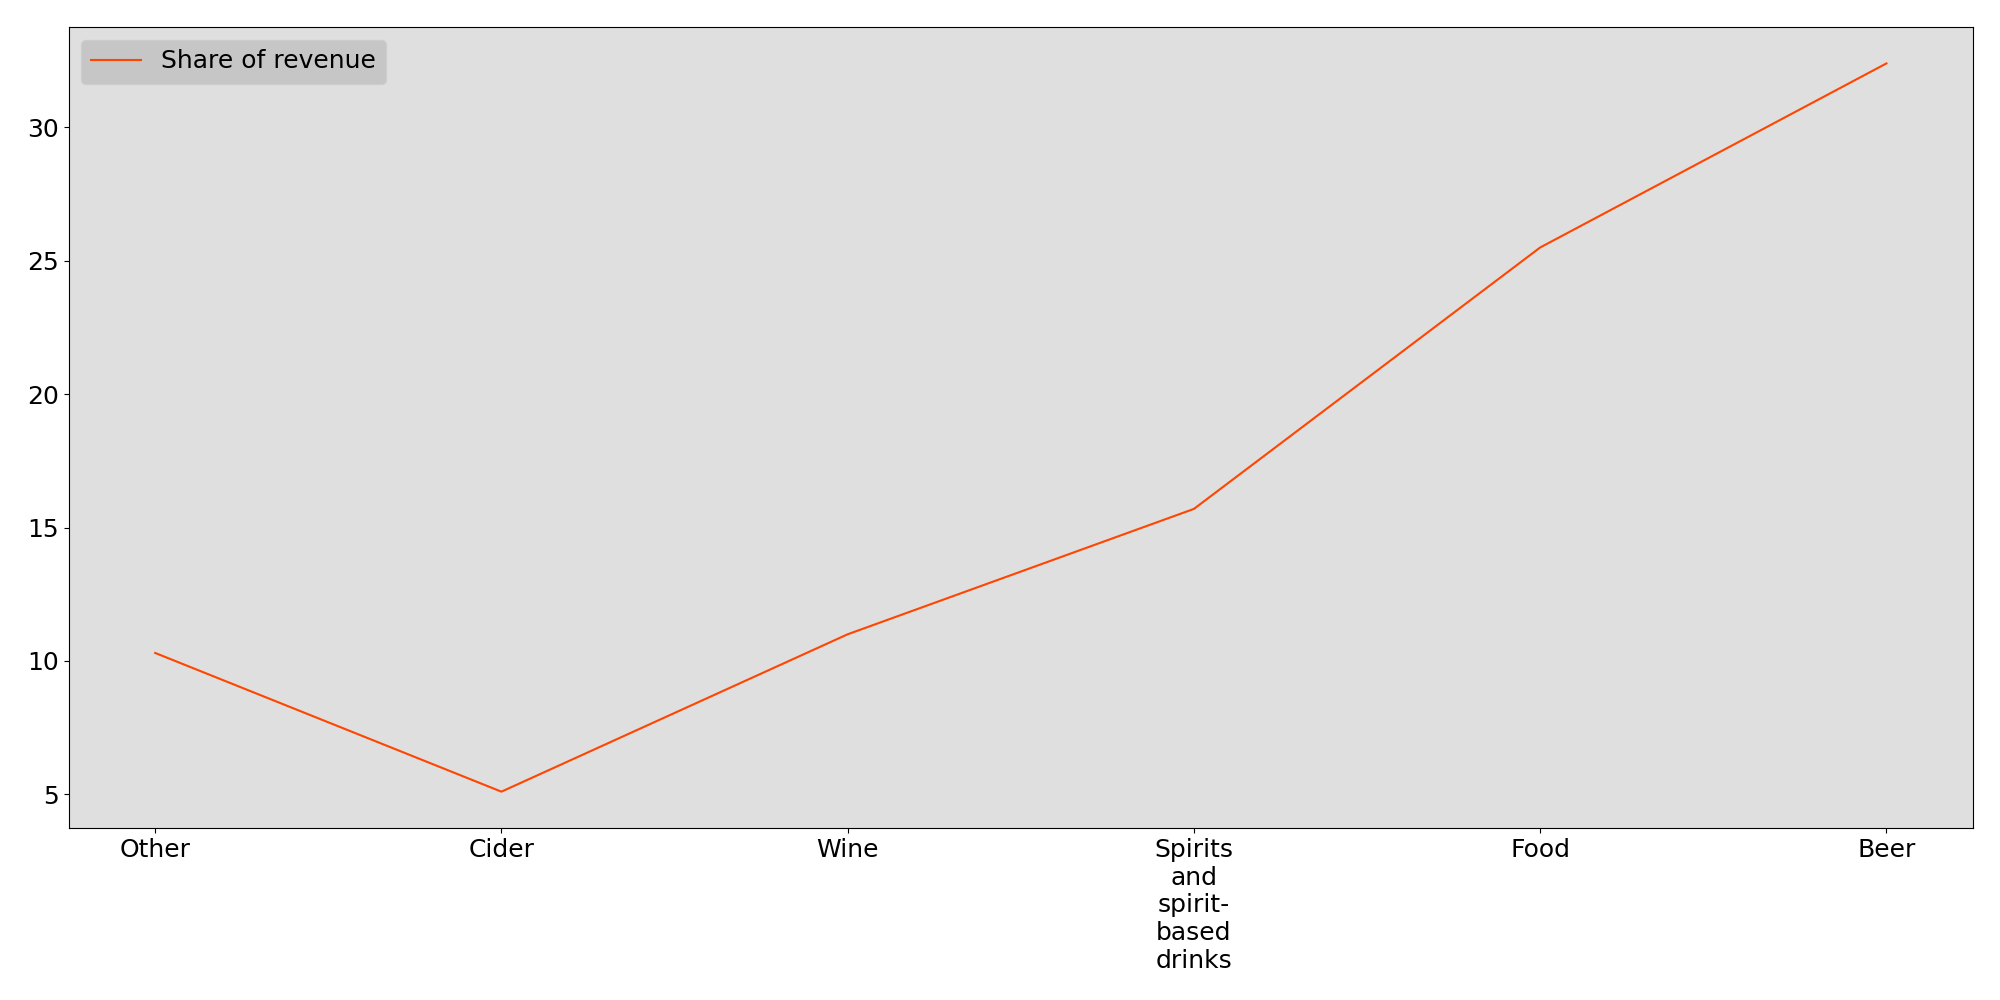 Share of revenue
30
25
20
15
10
5
Other
Cider
Wine
Spirits
and
spirit-
based
drinks
Food
Beer